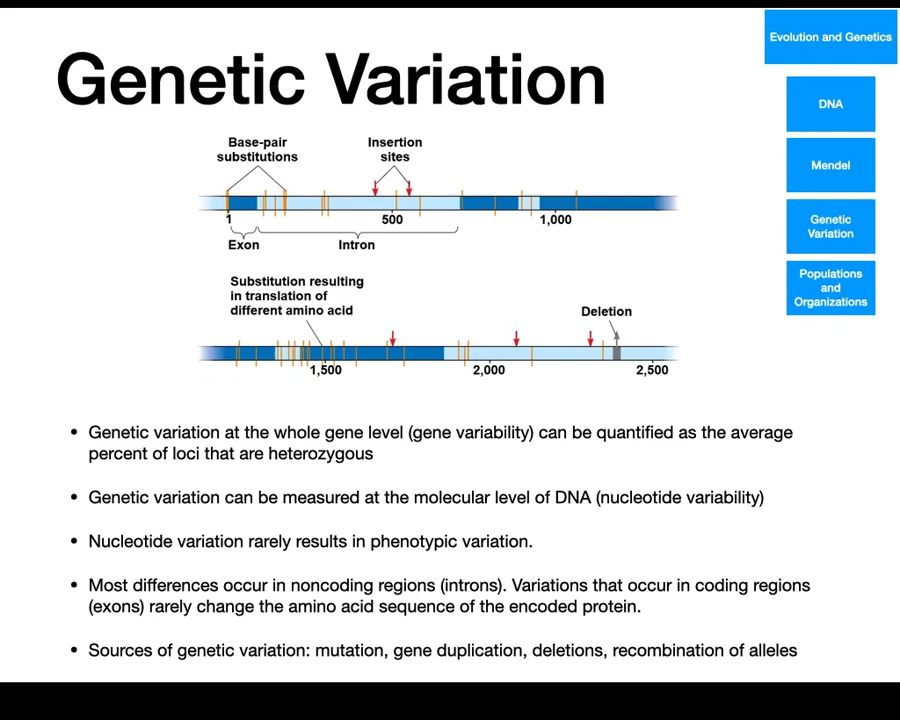 Genetic Variation
Evolution and Genetics
DNA
Mendel
Genetic
Variation
Populations
and
Organizations
Base-pair
substitutions
Insertion
sites
1
500
1,000
Exon
Intron
Substitution resulting
in translation of
different amino acid
Deletion
1,500
2,000
2,500
• Genetic variation at the whole gene level (gene variability) can be quantified as the average
percent of loci that are heterozygous
• Genetic variation can be measured at the molecular level of DNA (nucleotide variability)
• Nucleotide variation rarely results in phenotypic variation.
• Most differences occur in noncoding regions (introns). Variations that occur in coding regions
(exons) rarely change the amino acid sequence of the encoded protein.
• Sources of genetic variation: mutation, gene duplication, deletions, recombination of alleles